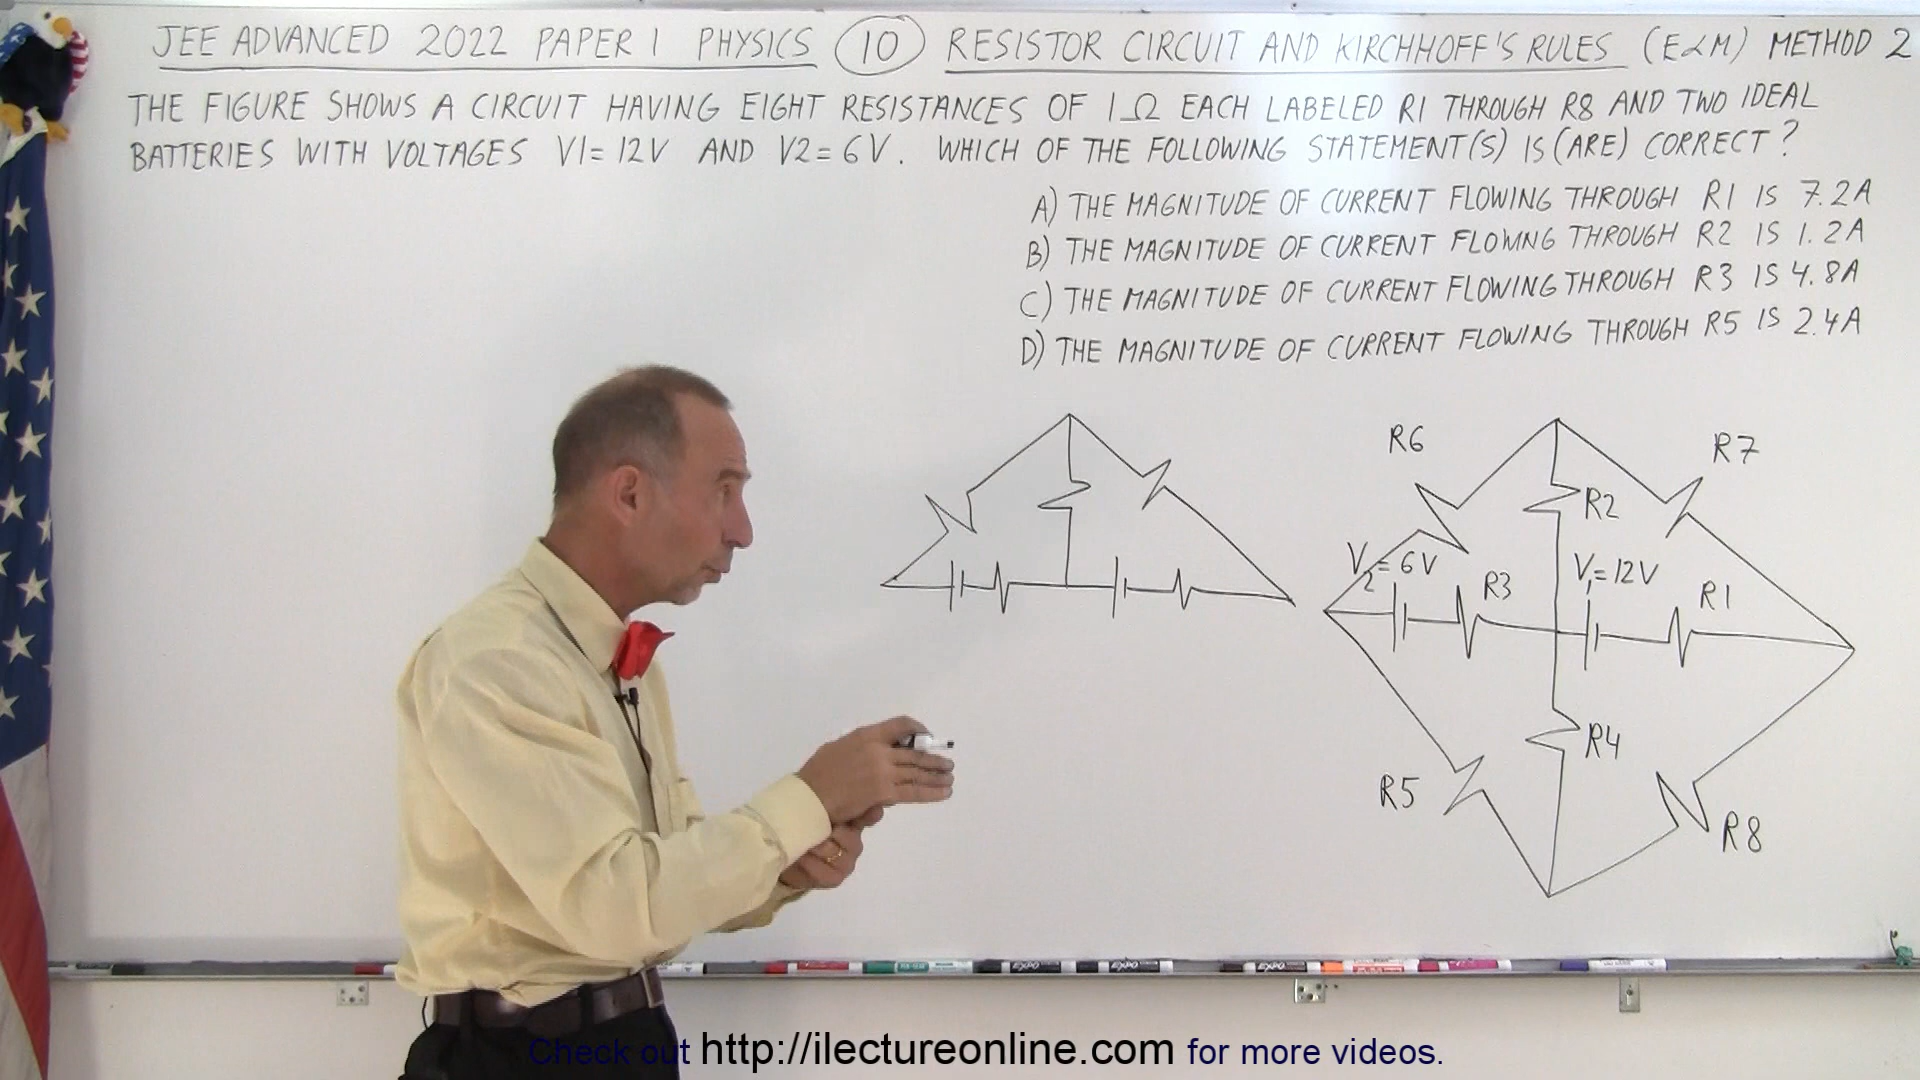 JEE ADVANCED 2022 PAPER 1 PHYSICS 10 RESISTOR CIRCUIT AND KIRCHHOFF'S RULES (E&M) METHOD 2
THE FIGURE SHOWS A CIRCUIT HAVING EIGHT RESISTANCES OF 1Ω EACH LABELED R1 THROUGH R8 AND TWO IDEAL
BATTERIES WITH VOLTAGES V1=12V AND V2=6V. WHICH OF THE FOLLOWING STATEMENT(S) IS (ARE) CORRECT?
A) THE MAGNITUDE OF CURRENT FLOWING THROUGH R1 IS 7.2A
B) THE MAGNITUDE OF CURRENT FLOWING THROUGH R2 IS 1.2A
C) THE MAGNITUDE OF CURRENT FLOWING THROUGH R3 IS 4.8A
D) THE MAGNITUDE OF CURRENT FLOWING THROUGH R5 IS 2.4A
R6
R7
R2
V2=6V
R3
V1=12V
R1
R4
R5
R8
EXPO
EXPO
EXPO
Check out http://ilectureonline.com for more videos.